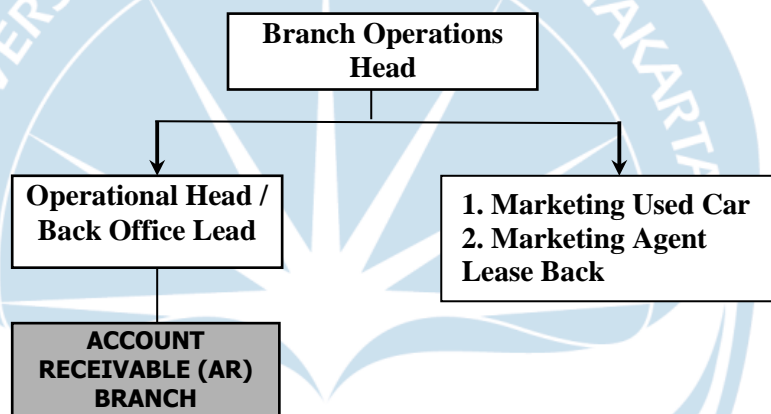 Branch Operations
Head
Operational Head /
Back Office Lead
1. Marketing Used Car
2. Marketing Agent
Lease Back
ACCOUNT
RECEIVABLE (AR)
BRANCH